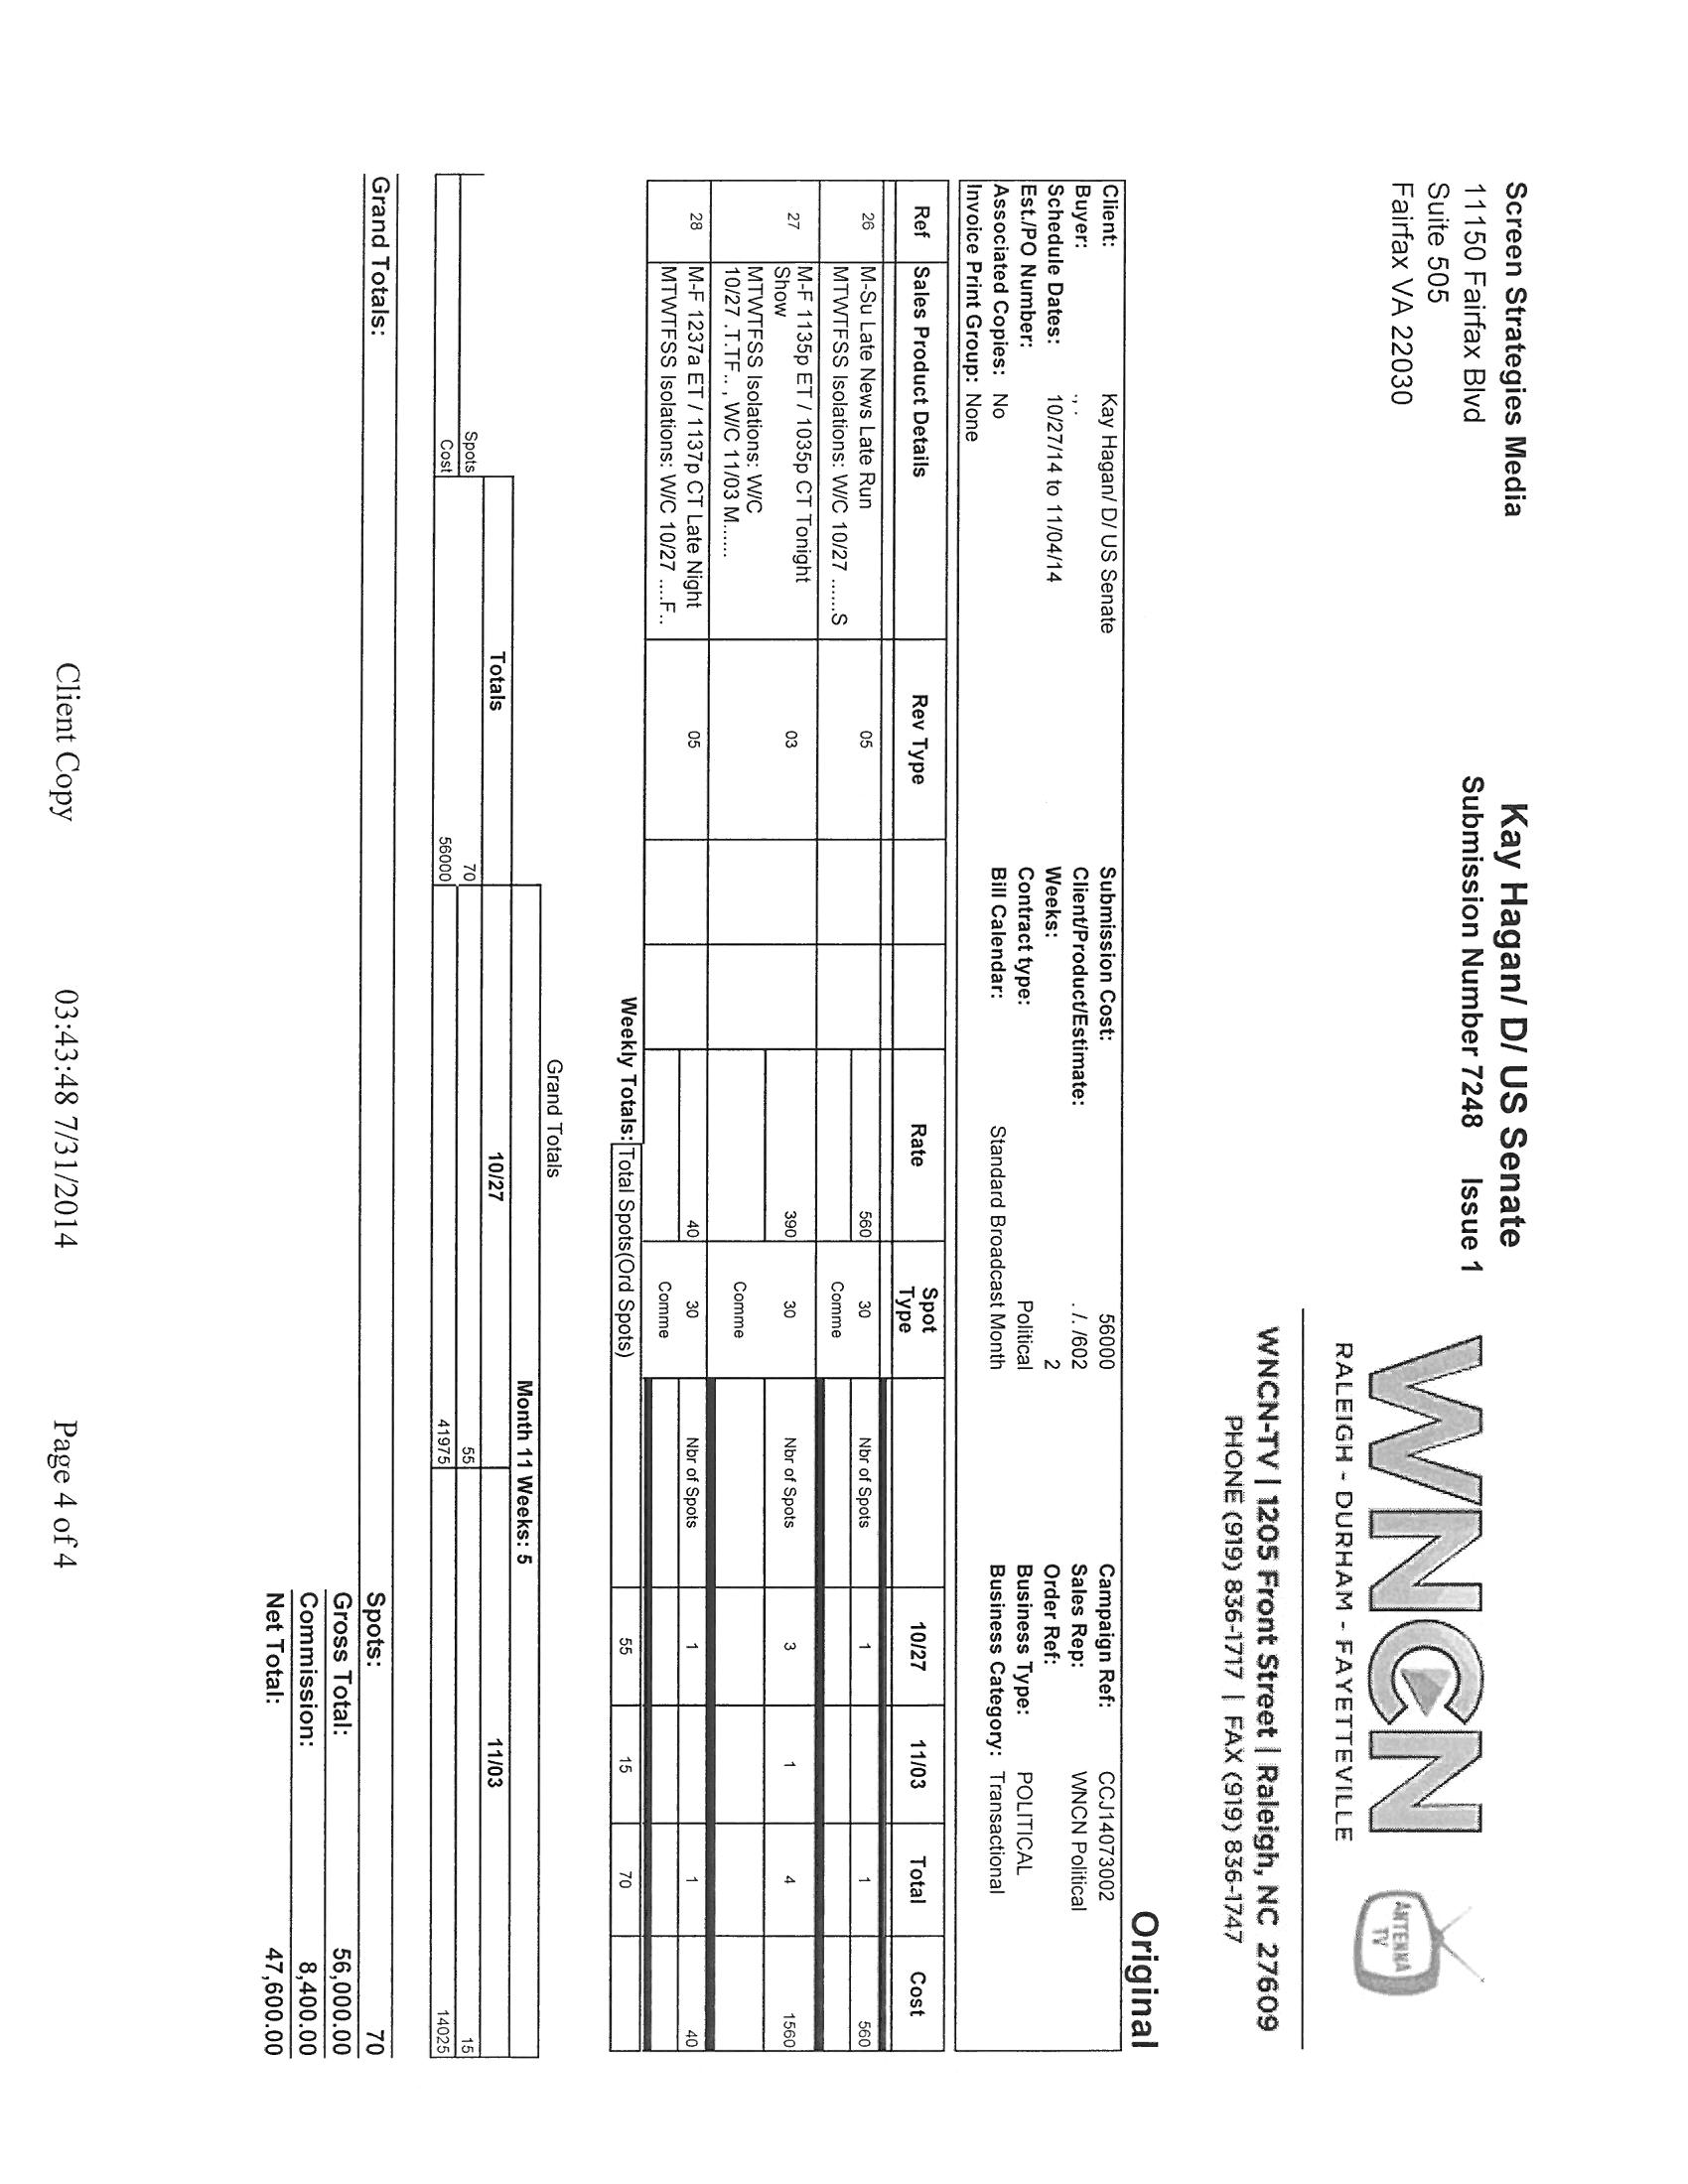 Screen Strategies Media
11150 Fairfax Blvd
Suite 505
Fairfax VA 22030
Kay Hagan/ D/ US Senate
Submission Number 7248 Issue 1
WNCN
RALEIGH - DURHAM - FAYETTEVILLE
ANTENNA
TV
WNCN-TV | 1205 Front Street | Raleigh, NC 27609
PHONE (919) 836-1717 | FAX (919) 836-1747
Original
Client: Kay Hagan/ D/ US Senate Submission Cost: 56000 Campaign Ref: CCJ14073002
Buyer: ., . Client/Product/Estimate: . /. /602 Sales Rep: WNCN Political
Schedule Dates: 10/27/14 to 11/04/14 Weeks: 2 Order Ref:
Est./PO Number: Contract type: Political Business Type: POLITICAL
Associated Copies: No Bill Calendar: Standard Broadcast Month Business Category: Transactional
Invoice Print Group: None
Ref Sales Product Details Rev Type Rate Spot Type 10/27 11/03 Total Cost
26 M-Su Late News Late Run 05 560 30 Nbr of Spots 1 1 560
MTWTFSS Isolations: W/C 10/27 ......S Comme
27 M-F 1135p ET / 1035p CT Tonight 03 390 30 Nbr of Spots 3 1 4 1560
Show
MTWTFSS Isolations: W/C Comme
10/27 .T.TF.. , W/C 11/03 M......
28 M-F 1237a ET / 1137p CT Late Night 05 40 30 Nbr of Spots 1 1 40
MTWTFSS Isolations: W/C 10/27 ....F.. Comme
Weekly Totals: Total Spots(Ord Spots) 55 15 70
Grand Totals
Month 11 Weeks: 5
Totals 10/27 11/03
Spots 70 55 15
Cost 56000 41975 14025
Grand Totals: Spots: 70
Gross Total: 56,000.00
Commission: 8,400.00
Net Total: 47,600.00
Client Copy 03:43:48 7/31/2014 Page 4 of 4